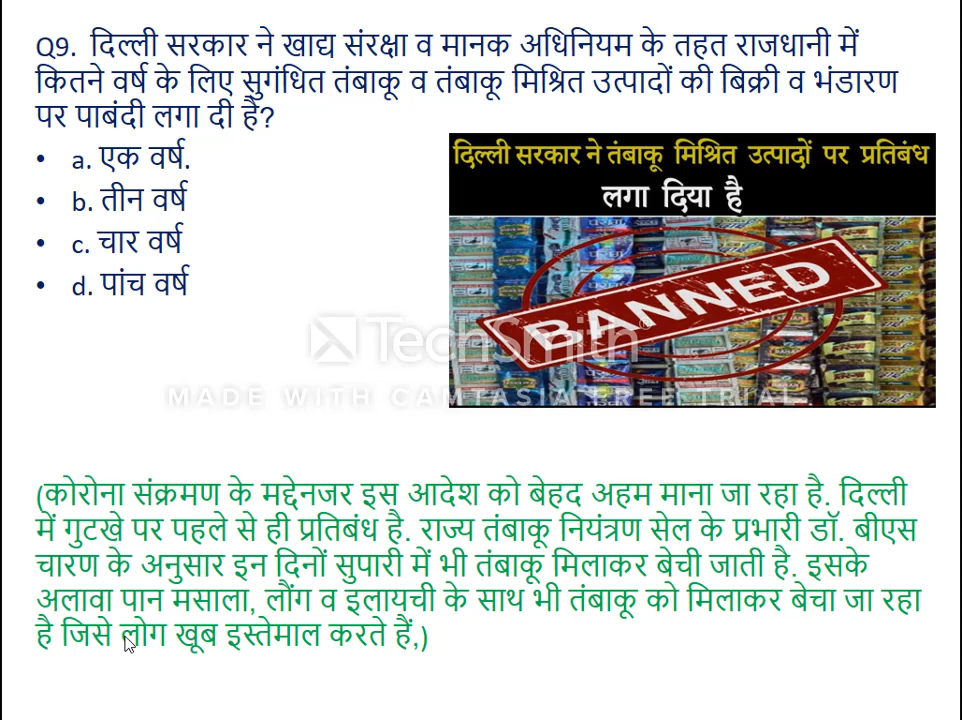 Q9. दिल्ली सरकार ने खाद्य संरक्षा व मानक अधिनियम के तहत राजधानी में
कितने वर्ष के लिए सुगंधित तंबाकू व तंबाकू मिश्रित उत्पादों की बिक्री व भंडारण
पर पाबंदी लगा दी है?
• a. एक वर्ष.
• b. तीन वर्ष
• c. चार वर्ष
• d. पांच वर्ष
दिल्ली सरकार ने तंबाकू मिश्रित उत्पादों पर प्रतिबंध
लगा दिया है
BANNED
TechSmith
MADE WITH CAMTASIA FREE TRIAL
(कोरोना संक्रमण के मद्देनजर इस आदेश को बेहद अहम माना जा रहा है. दिल्ली
में गुटखे पर पहले से ही प्रतिबंध है. राज्य तंबाकू नियंत्रण सेल के प्रभारी डॉ. बीएस
चारण के अनुसार इन दिनों सुपारी में भी तंबाकू मिलाकर बेची जाती है. इसके
अलावा पान मसाला, लौंग व इलायची के साथ भी तंबाकू को मिलाकर बेचा जा रहा
है जिसे लोग खूब इस्तेमाल करते हैं,)